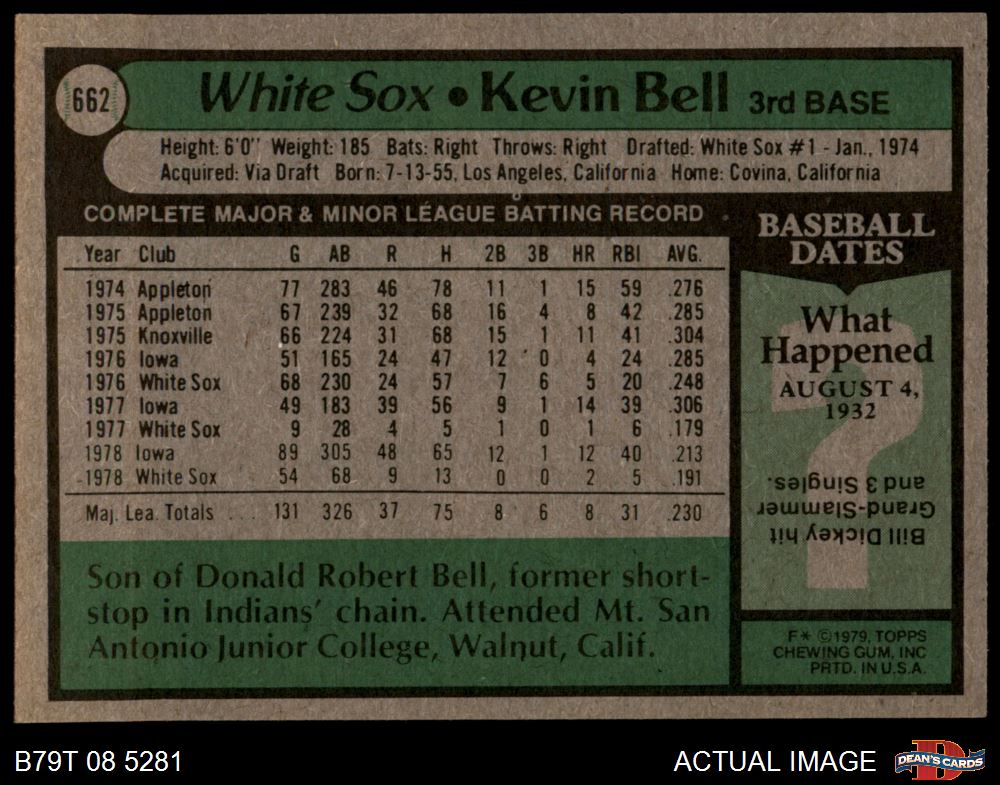 662
White Sox • Kevin Bell 3rd BASE
Height: 6'0" Weight: 185 Bats: Right Throws: Right Drafted: White Sox #1 - Jan., 1974
Acquired: Via Draft Born: 7-13-55, Los Angeles, California Home: Covina, California
COMPLETE MAJOR & MINOR LEAGUE BATTING RECORD
Year Club G AB R H 2B 3B HR RBI AVG.
1974 Appleton 77 283 46 78 11 1 15 59 .276
1975 Appleton 67 239 32 68 16 4 8 42 .285
1975 Knoxville 66 224 31 68 15 1 11 41 .304
1976 Iowa 51 165 24 47 12 0 4 24 .285
1976 White Sox 68 230 24 57 7 6 5 20 .248
1977 Iowa 49 183 39 56 9 1 14 39 .306
1977 White Sox 9 28 4 5 1 0 1 6 .179
1978 Iowa 89 305 48 65 12 1 12 40 .213
1978 White Sox 54 68 9 13 0 0 2 5 .191
Maj. Lea. Totals ... 131 326 37 75 8 6 8 31 .230
Son of Donald Robert Bell, former short-
stop in Indians' chain. Attended Mt. San
Antonio Junior College, Walnut, Calif.
BASEBALL
DATES
What
Happened
AUGUST 4,
1932
?
Bill Dickey hit
Grand-Slammer
and 3 Singles.
F* ©1979, TOPPS
CHEWING GUM, INC
PRTD. IN U.S.A.
B79T 08 5281
ACTUAL IMAGE
D
DEAN'S CARDS